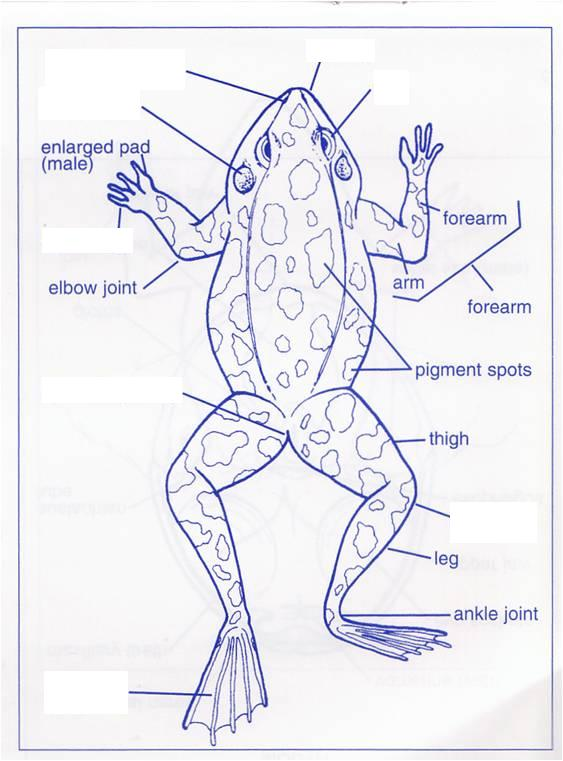 enlarged pad
(male)
forearm
elbow joint
arm
forearm
pigment spots
thigh
leg
ankle joint